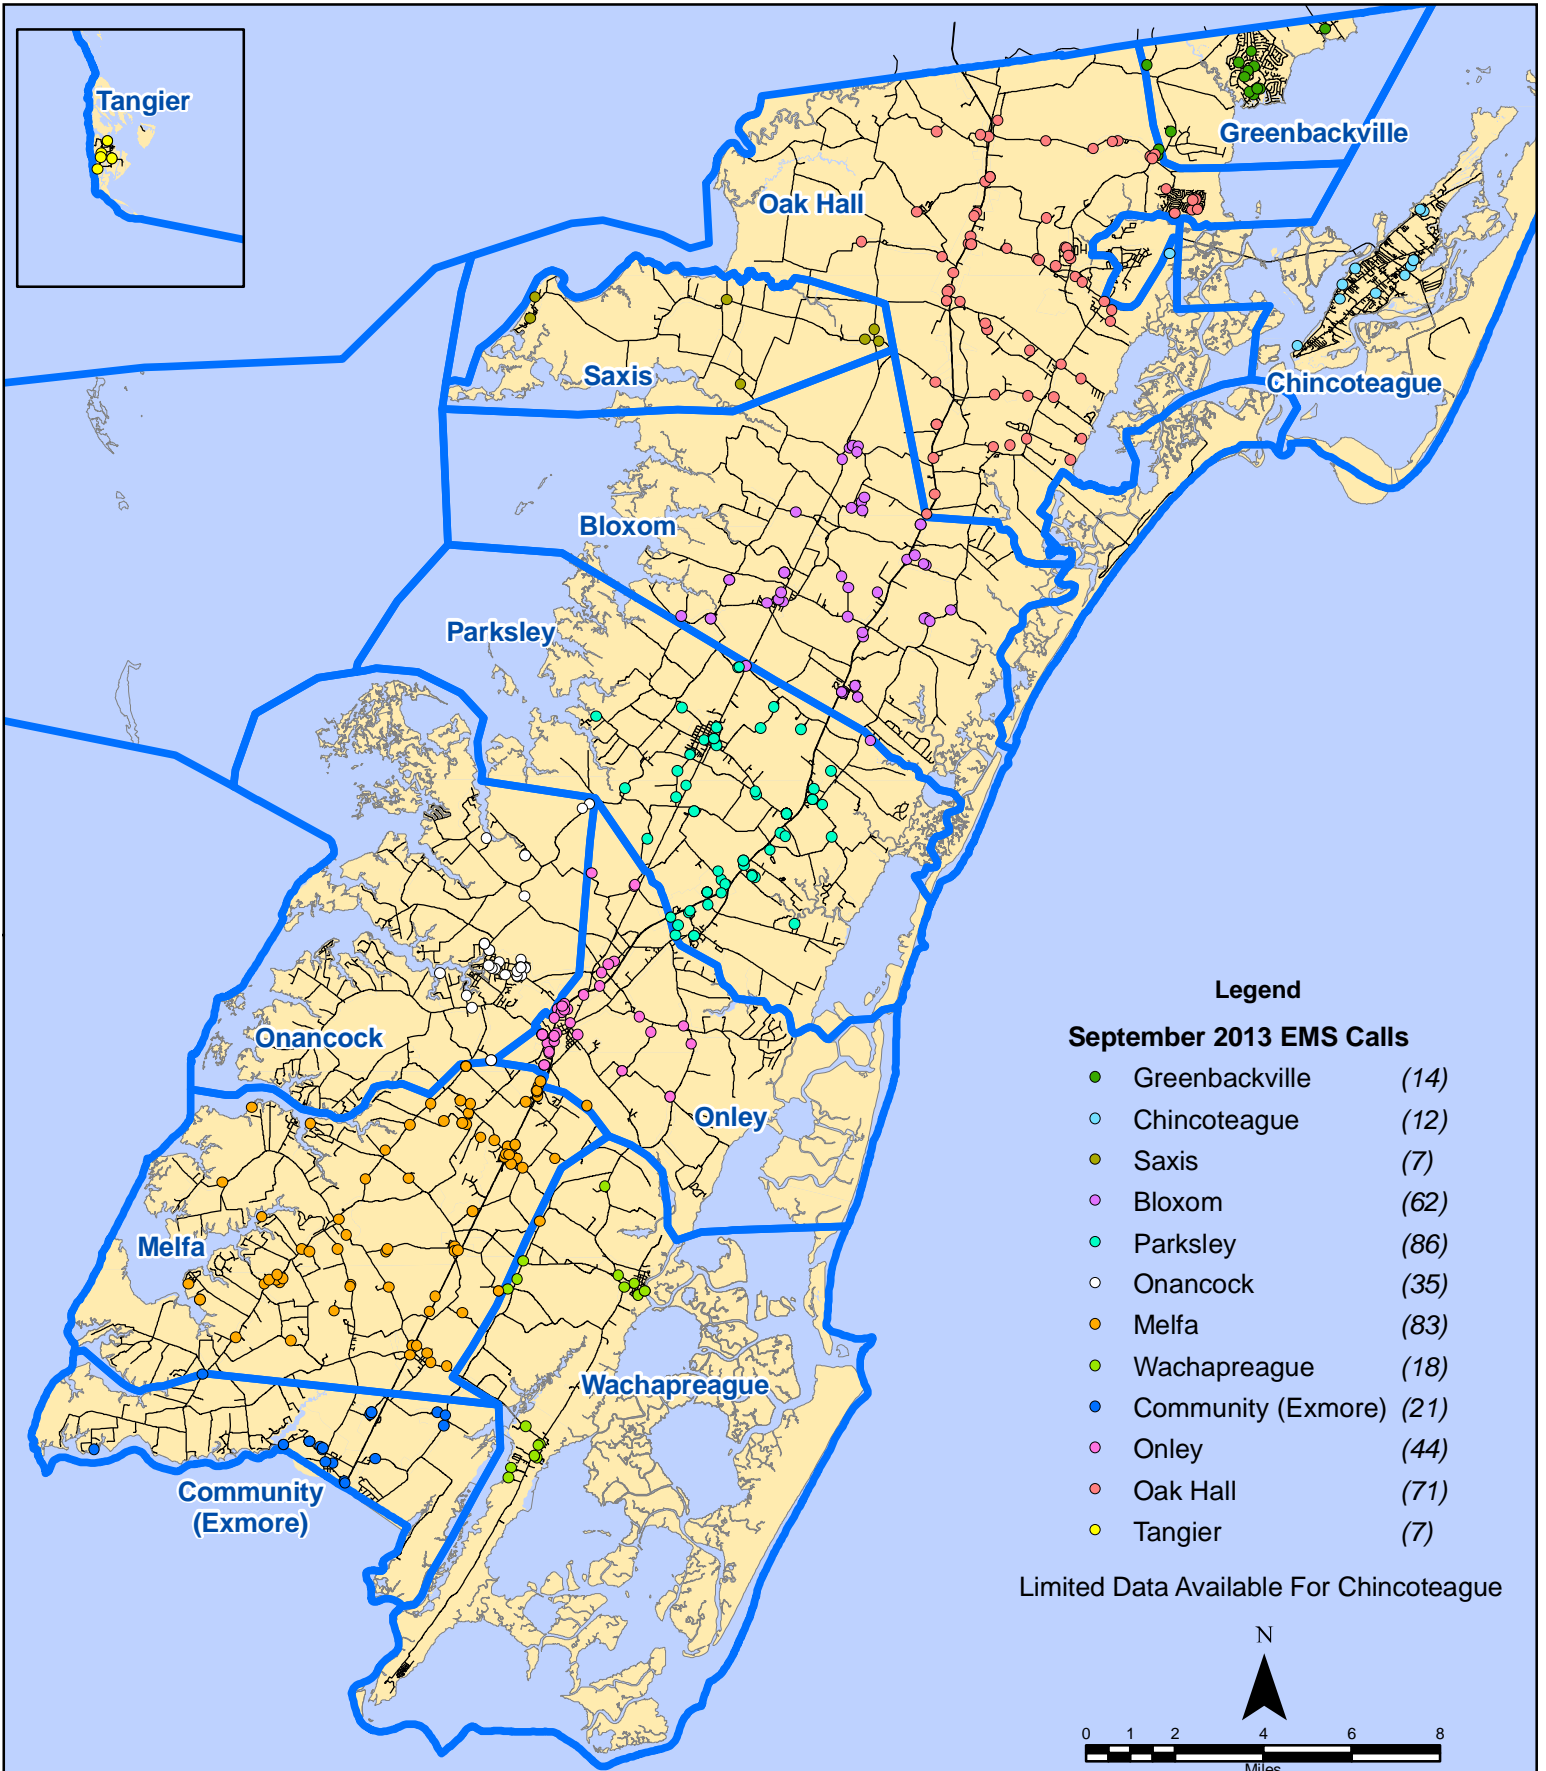 Tangier
Greenbackville
Oak Hall
Saxis
Chincoteague
Bloxom
Parksley
Onancock
Onley
Melfa
Wachapreague
Community
(Exmore)
Legend
September 2013 EMS Calls
Greenbackville (14)
Chincoteague (12)
Saxis (7)
Bloxom (62)
Parksley (86)
Onancock (35)
Melfa (83)
Wachapreague (18)
Community (Exmore) (21)
Onley (44)
Oak Hall (71)
Tangier (7)
Limited Data Available For Chincoteague
N
0 1 2 4 6 8
Miles